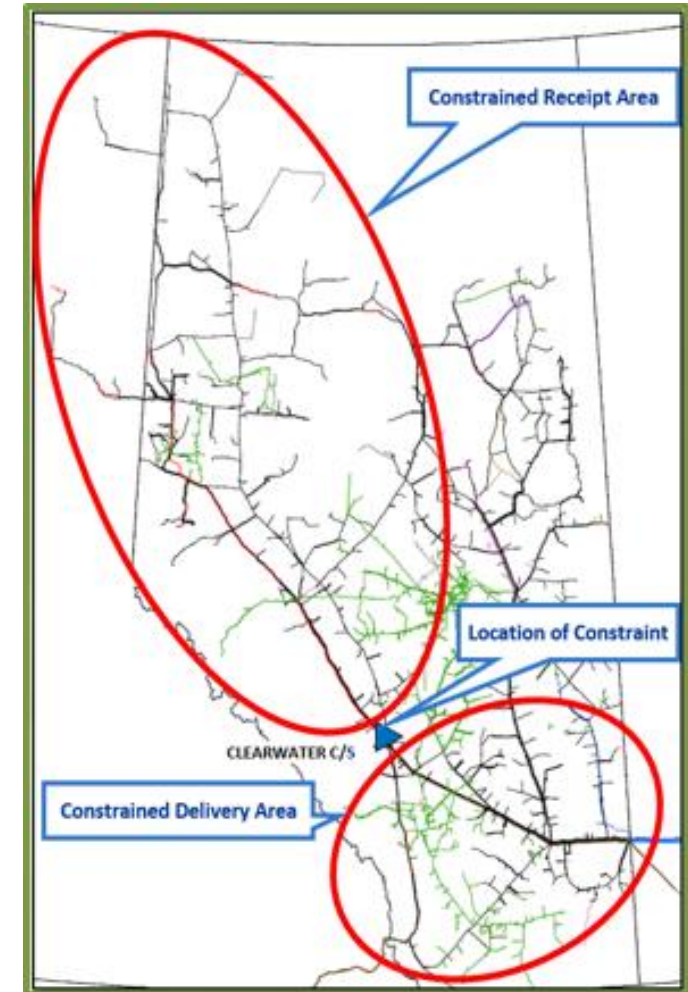 Constrained Receipt Area
Location of Constraint
CLEARWATER C/S
Constrained Delivery Area